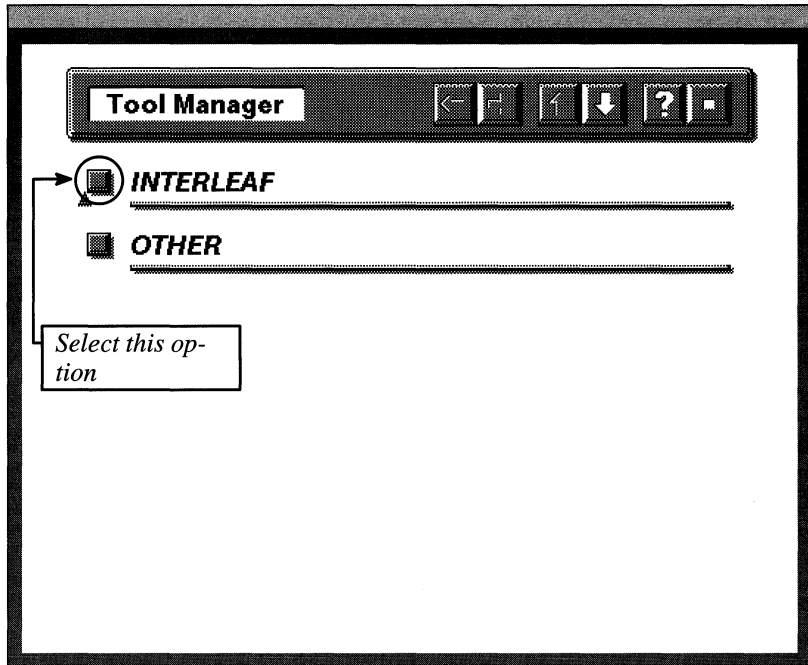 Tool Manager
?
INTERLEAF
OTHER
Select this op-
tion